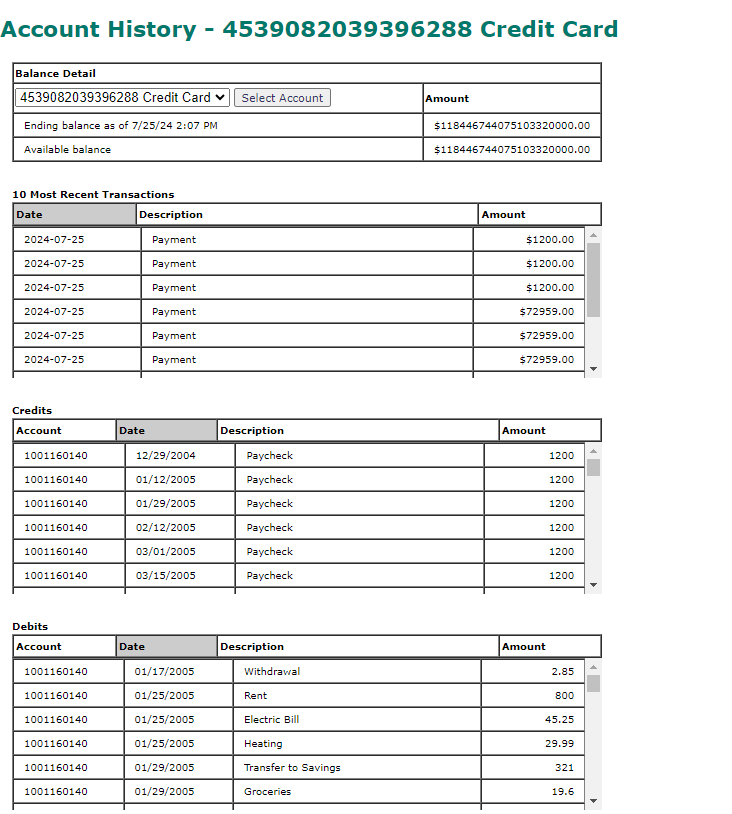 Account History - 4539082039396288 Credit Card
Balance Detail
4539082039396288 Credit Card Select Account Amount
Ending balance as of 7/25/24 2:07 PM $118446744075103320000.00
Available balance $118446744075103320000.00
10 Most Recent Transactions
Date Description Amount
2024-07-25 Payment $1200.00
2024-07-25 Payment $1200.00
2024-07-25 Payment $1200.00
2024-07-25 Payment $72959.00
2024-07-25 Payment $72959.00
2024-07-25 Payment $72959.00
Credits
Account Date Description Amount
1001160140 12/29/2004 Paycheck 1200
1001160140 01/12/2005 Paycheck 1200
1001160140 01/29/2005 Paycheck 1200
1001160140 02/12/2005 Paycheck 1200
1001160140 03/01/2005 Paycheck 1200
1001160140 03/15/2005 Paycheck 1200
Debits
Account Date Description Amount
1001160140 01/17/2005 Withdrawal 2.85
1001160140 01/25/2005 Rent 800
1001160140 01/25/2005 Electric Bill 45.25
1001160140 01/25/2005 Heating 29.99
1001160140 01/29/2005 Transfer to Savings 321
1001160140 01/29/2005 Groceries 19.6